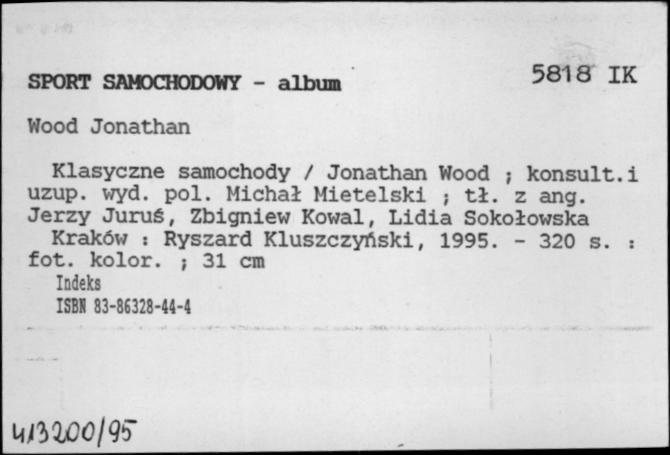 5818 IK
SPORT SAMOCHODOWY - album
Wood Jonathan
Klasyczne samochody / Jonathan Wood ; konsult.i
uzup. wyd. pol. Michał Mietelski ; tł. z ang.
Jerzy Juruś, Zbigniew Kowal, Lidia Sokołowska
Kraków : Ryszard Kluszczyński, 1995. - 320 s. :
fot. kolor. ; 31 cm
Indeks
ISBN 83-86328-44-4
413200/95